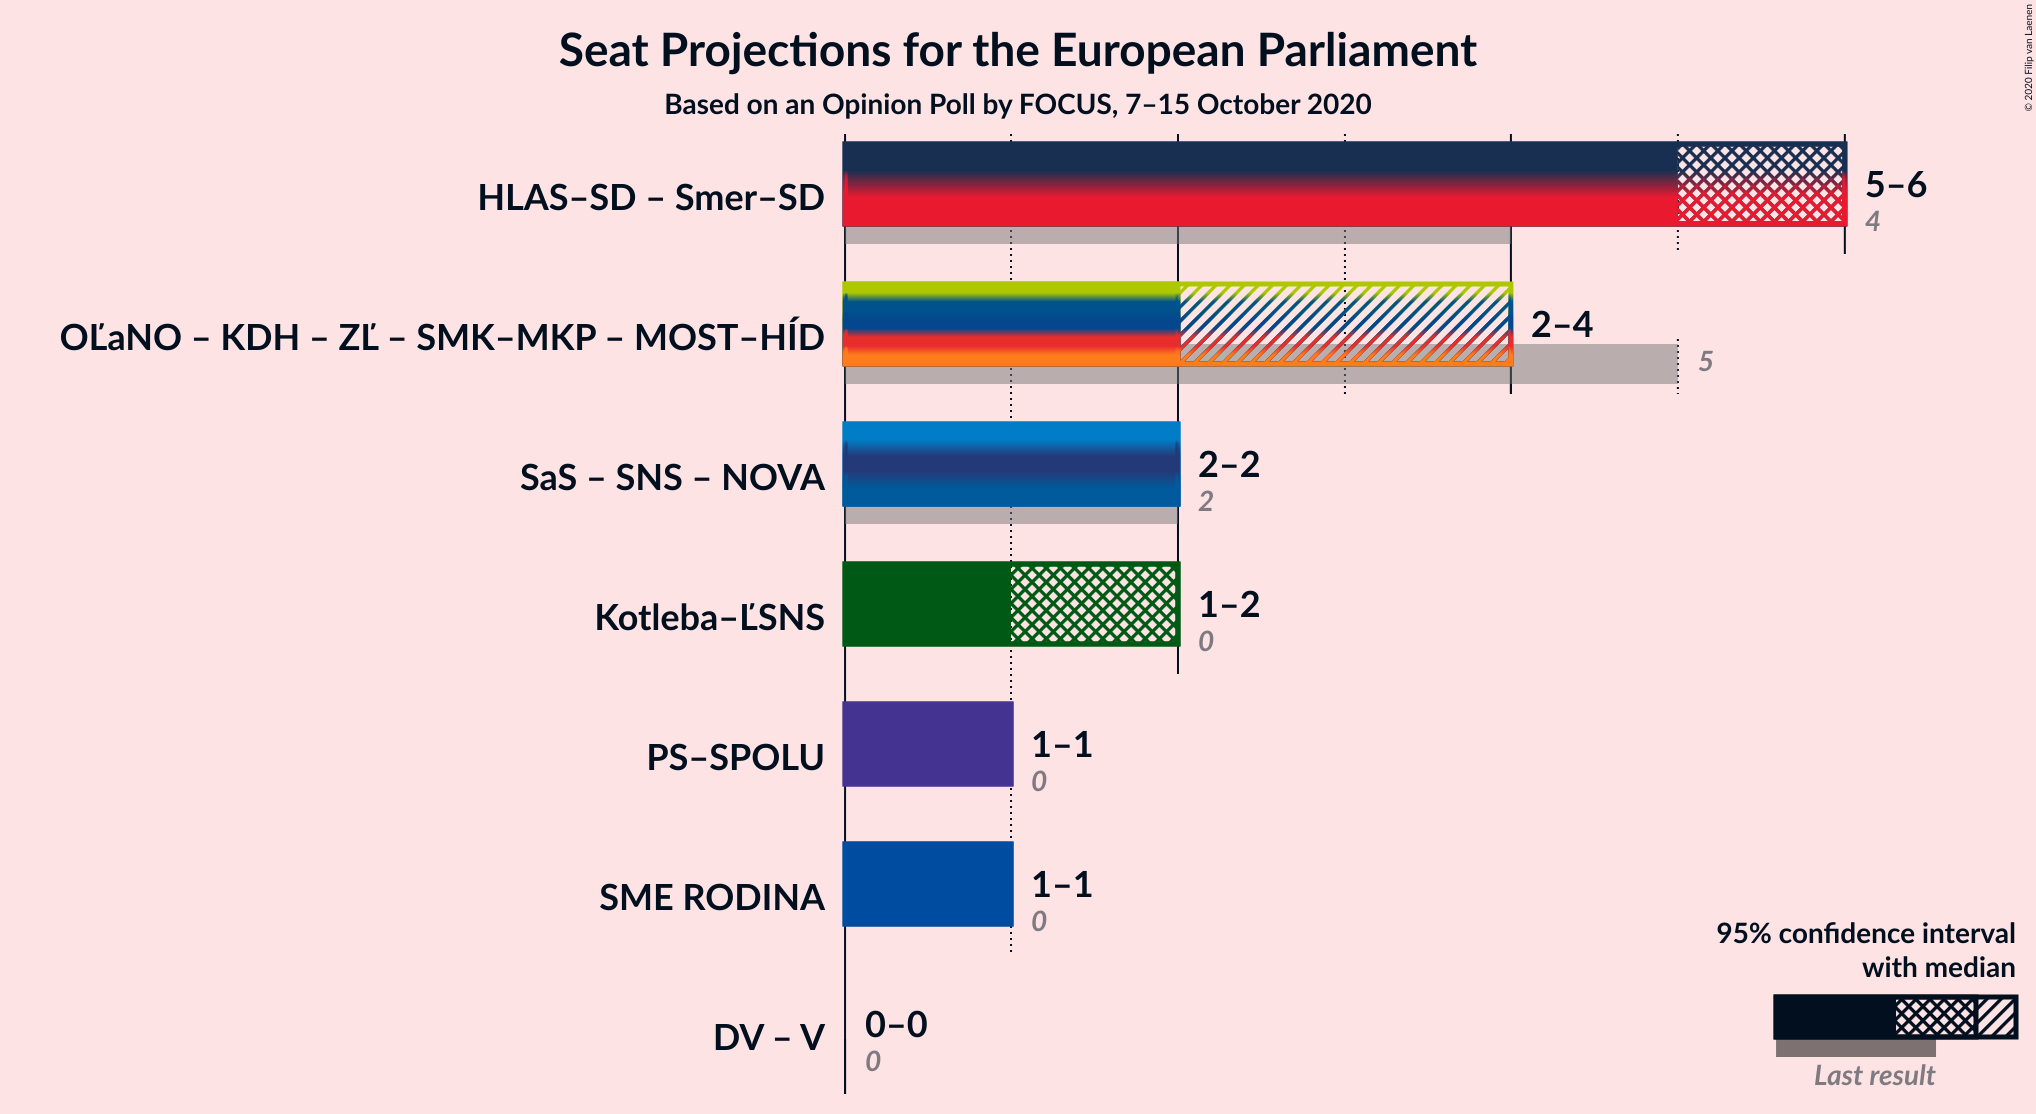 Seat Projections for the European Parliament
Based on an Opinion Poll by FOCUS, 7–15 October 2020
© 2020 Filip van Laenen
HLAS–SD – Smer–SD
5–6
4
OĽaNO – KDH – ZĽ – SMK–MKP – MOST–HÍD
2–4
5
SaS – SNS – NOVA
2–2
2
Kotleba–ĽSNS
1–2
0
PS–SPOLU
1–1
0
SME RODINA
1–1
0
DV – V
0–0
0
95% confidence interval
with median
Last result